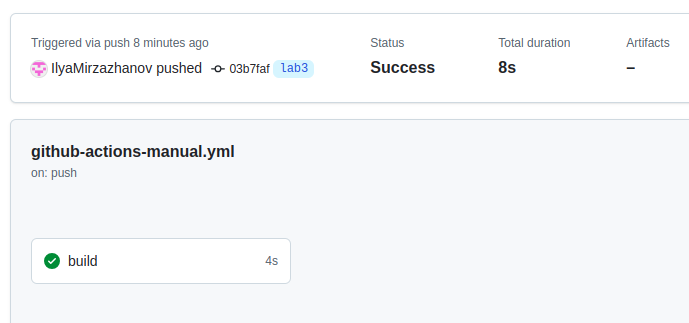 Triggered via push 8 minutes ago
IlyaMirzazhanov pushed 03b7faf lab3
Status
Success
Total duration
8s
Artifacts
–
github-actions-manual.yml
on: push
build 4s